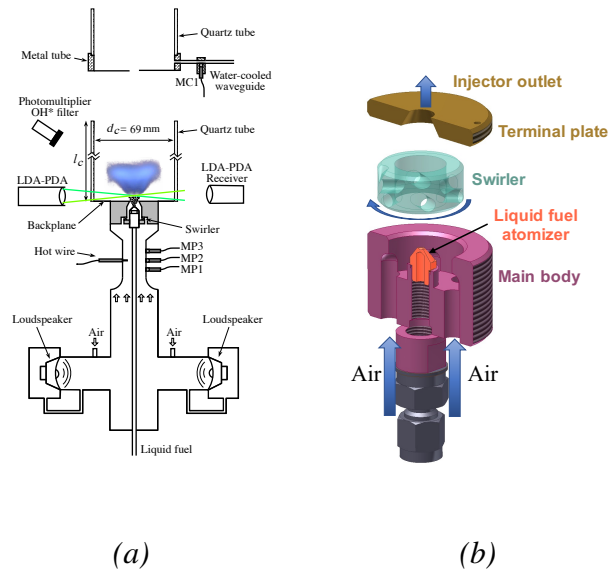 Quartz tube
Metal tube
Water-cooled
waveguide
MC1
Photomultiplier
OH* filter
d_c = 69 mm
Quartz tube
l_c
LDA-PDA
LDA-PDA
Receiver
Backplane
Swirler
Hot wire
MP3
MP2
MP1
Loudspeaker
Air
Air
Loudspeaker
Liquid fuel
(a)
Injector outlet
Terminal plate
Swirler
Liquid fuel
atomizer
Main body
Air
Air
(b)